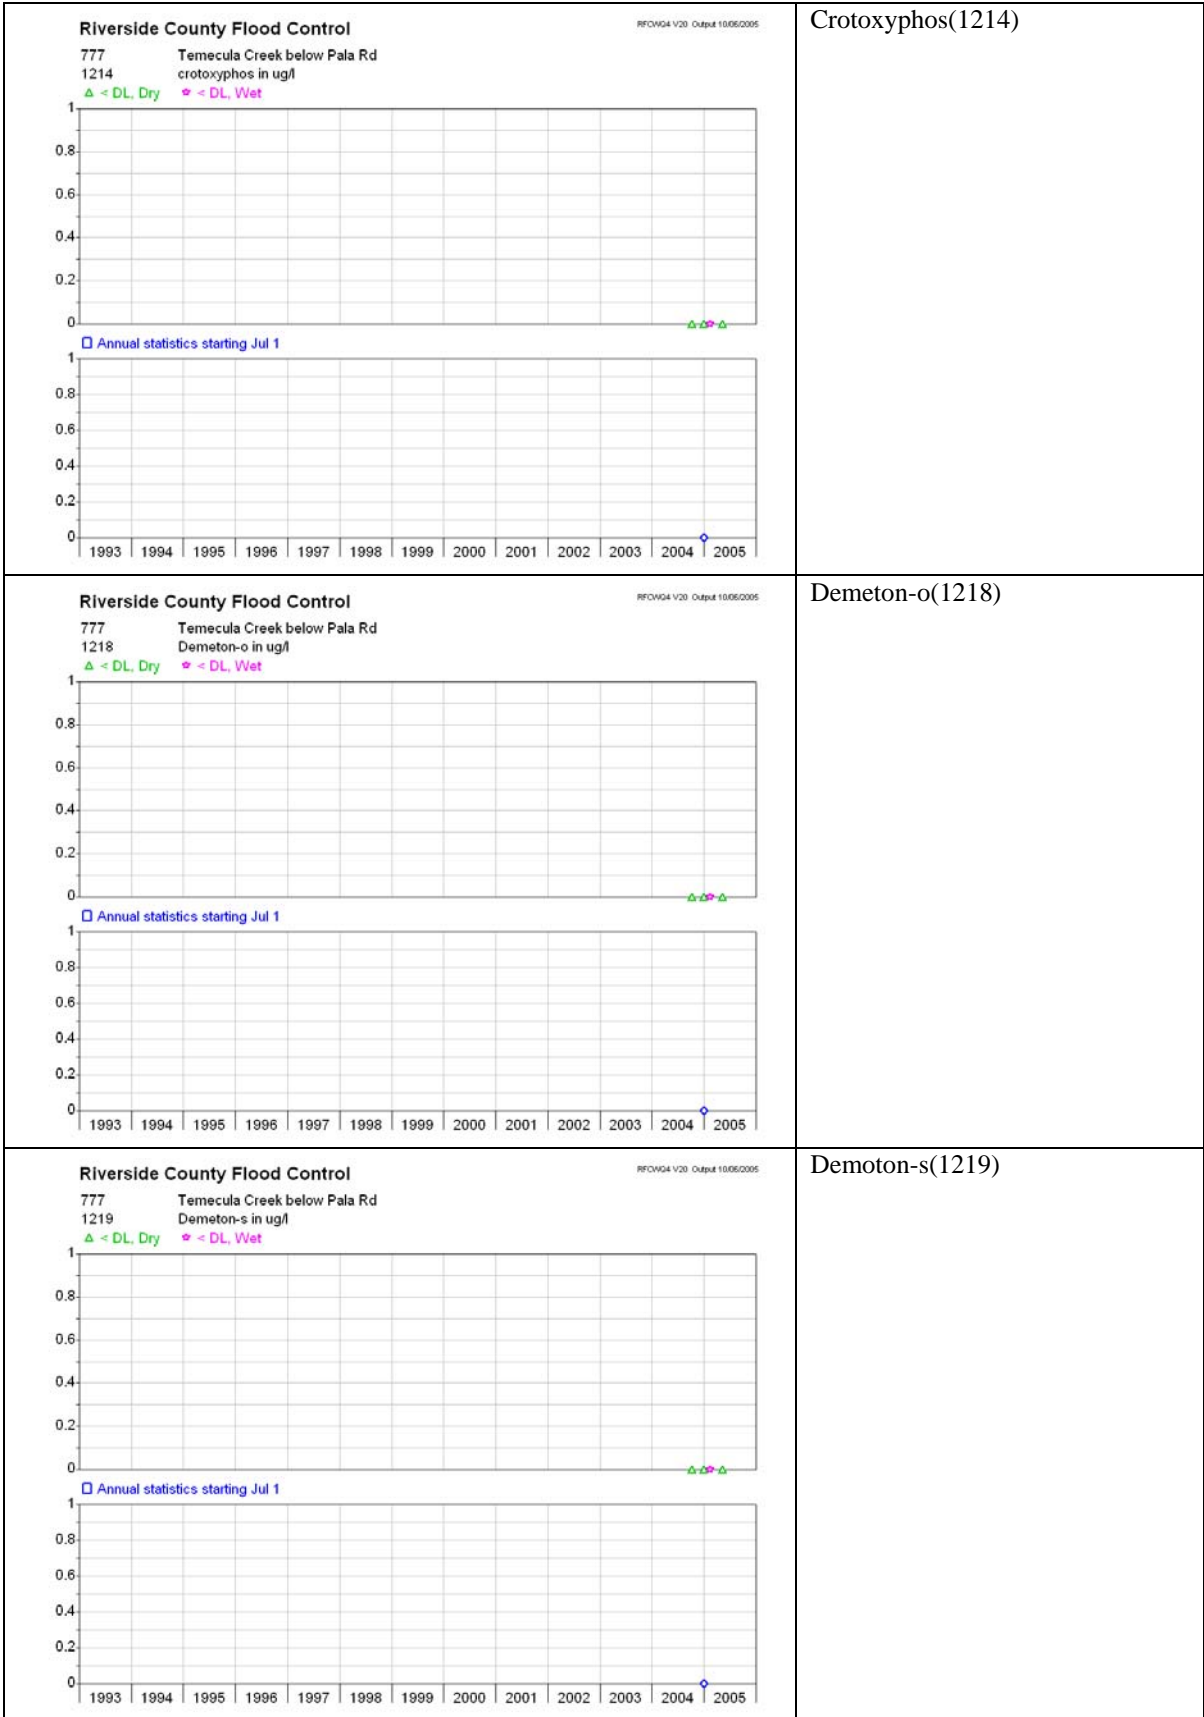 Riverside County Flood Control
RFCWQ4 V20 Output 10/06/2005
777 Temecula Creek below Pala Rd
1214 crotoxyphos in ug/l
< DL, Dry < DL, Wet
1
0.8
0.6
0.4
0.2
0
Annual statistics starting Jul 1
1
0.8
0.6
0.4
0.2
0
1993 1994 1995 1996 1997 1998 1999 2000 2001 2002 2003 2004 2005
Crotoxyphos(1214)
Riverside County Flood Control
RFCWQ4 V20 Output 10/06/2005
777 Temecula Creek below Pala Rd
1218 Demeton-o in ug/l
< DL, Dry < DL, Wet
1
0.8
0.6
0.4
0.2
0
Annual statistics starting Jul 1
1
0.8
0.6
0.4
0.2
0
1993 1994 1995 1996 1997 1998 1999 2000 2001 2002 2003 2004 2005
Demeton-o(1218)
Riverside County Flood Control
RFCWQ4 V20 Output 10/06/2005
777 Temecula Creek below Pala Rd
1219 Demeton-s in ug/l
< DL, Dry < DL, Wet
1
0.8
0.6
0.4
0.2
0
Annual statistics starting Jul 1
1
0.8
0.6
0.4
0.2
0
1993 1994 1995 1996 1997 1998 1999 2000 2001 2002 2003 2004 2005
Demoton-s(1219)